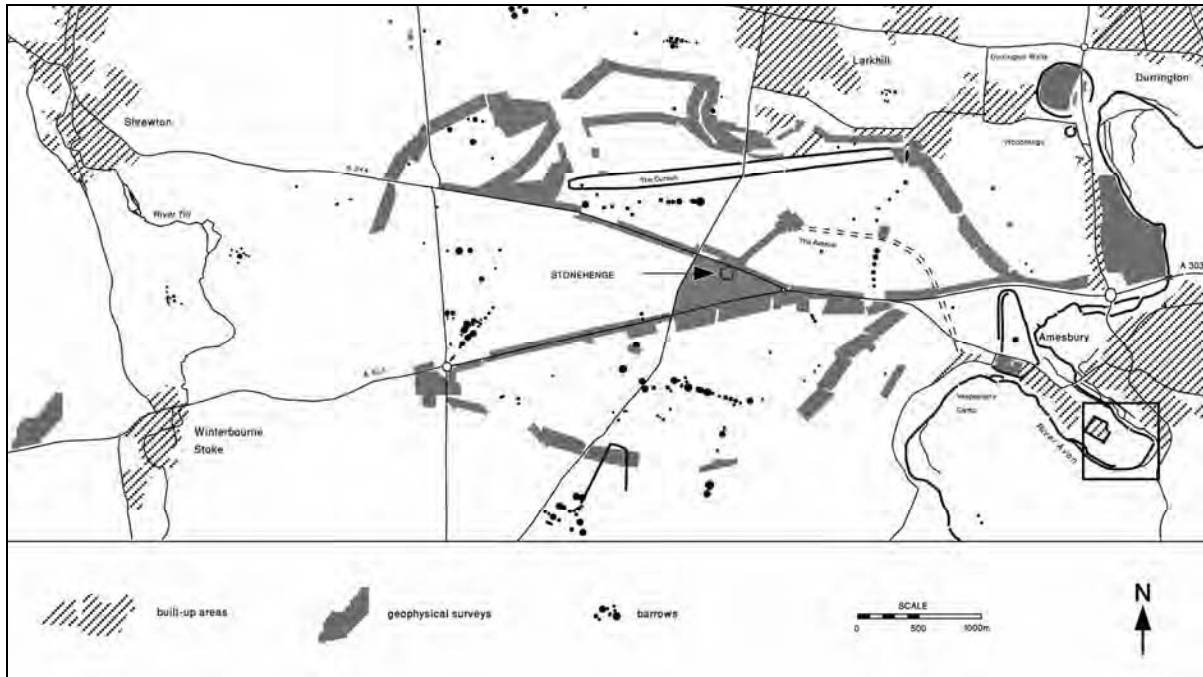 Larkhill
Durrington Walls
Durrington
Shrewton
Woodhenge
A 344
The Cursus
River Till
The Avenue
STONEHENGE
A 303
Amesbury
Vespasian's
Camp
River Avon
Winterbourne
Stoke
built-up areas
geophysical surveys
barrows
SCALE
0 500 1000m
N